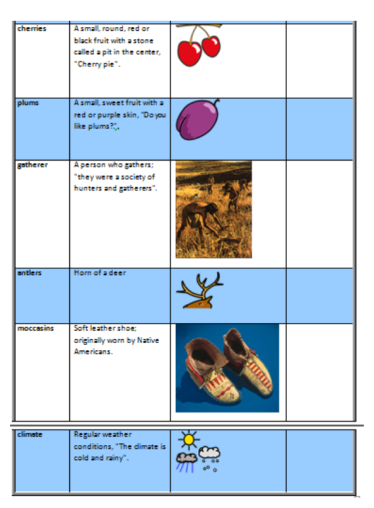 cherries
A small, round, red or
black fruit with a stone
called a pit in the center,
"Cherry pie".
plums
A small, sweet fruit with a
red or purple skin, "Do you
like plums?".
gatherer
A person who gathers;
"they were a society of
hunters and gatherers".
antlers
Horn of a deer
moccasins
Soft leather shoe;
originally worn by Native
Americans.
climate
Regular weather
conditions, "The climate is
cold and rainy".